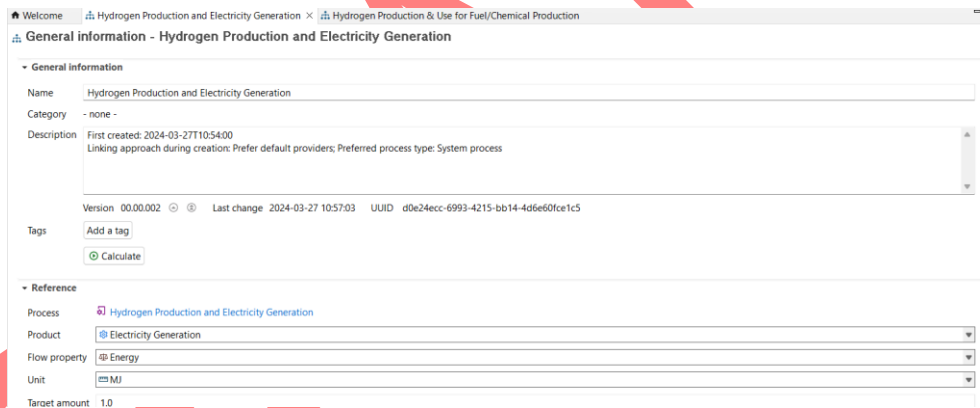 Welcome Hydrogen Production and Electricity Generation Hydrogen Production & Use for Fuel/Chemical Production
General information - Hydrogen Production and Electricity Generation
General information
Name Hydrogen Production and Electricity Generation
Category - none -
Description First created: 2024-03-27T10:54:00
Linking approach during creation: Prefer default providers; Preferred process type: System process
Version 00.00.002 Last change 2024-03-27 10:57:03 UUID d0e24ecc-6993-4215-bb14-4d6e60fce1c5
Tags Add a tag
Calculate
Reference
Process Hydrogen Production and Electricity Generation
Product Electricity Generation
Flow property Energy
Unit MJ
Target amount 1.0